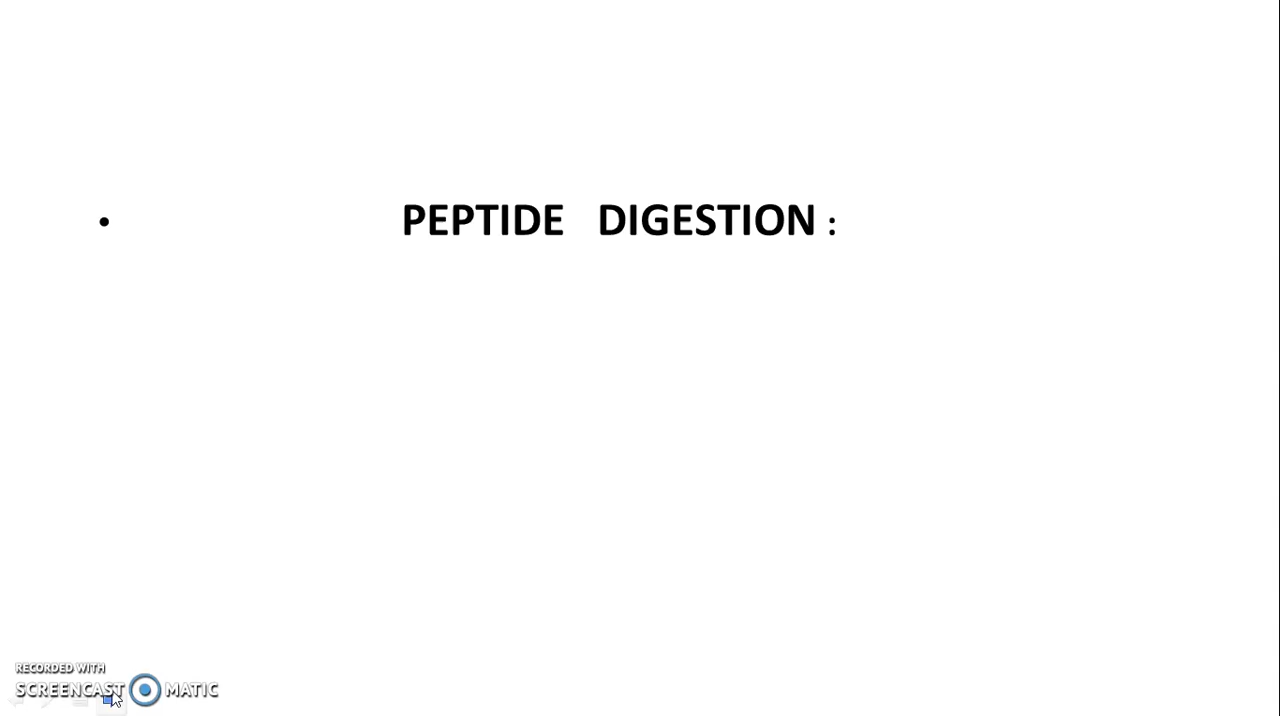 • PEPTIDE DIGESTION :
RECORDED WITH
SCREENCAST MATIC